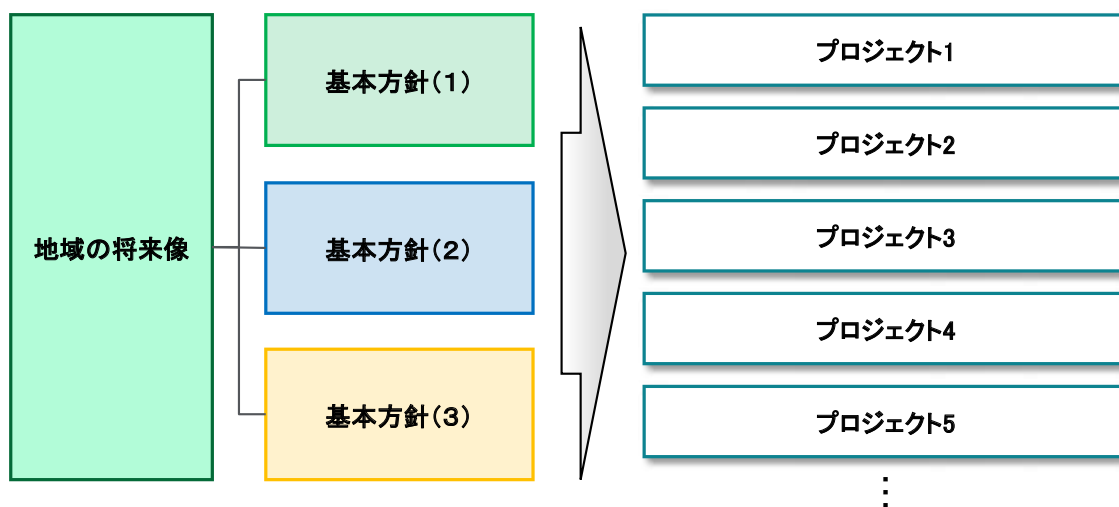 地域の将来像
基本方針(1)
基本方針(2)
基本方針(3)
プロジェクト1
プロジェクト2
プロジェクト3
プロジェクト4
プロジェクト5
⋮